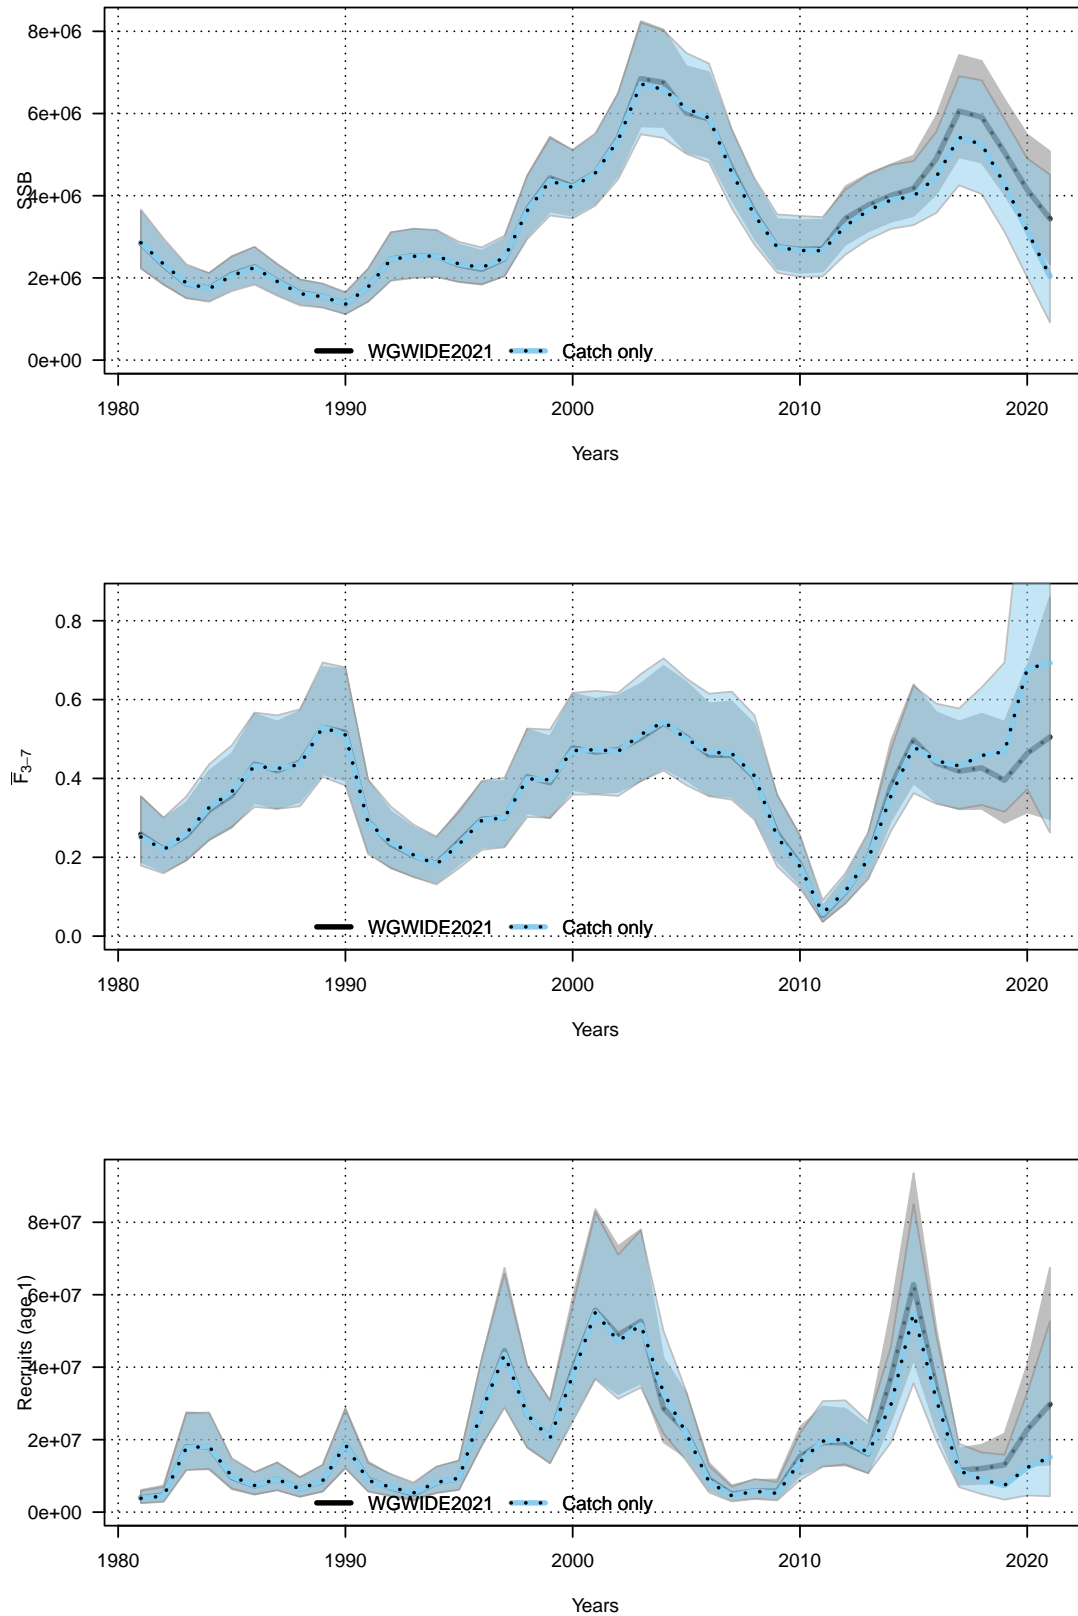 8e+06
6e+06
4e+06
2e+06
0e+00
SSB
WGWIDE2021 Catch only
1980 1990 2000 2010 2020
Years
0.8
0.6
0.4
0.2
0.0
F̅3−7
WGWIDE2021 Catch only
1980 1990 2000 2010 2020
Years
8e+07
6e+07
4e+07
2e+07
0e+00
Recruits (age 1)
WGWIDE2021 Catch only
1980 1990 2000 2010 2020
Years